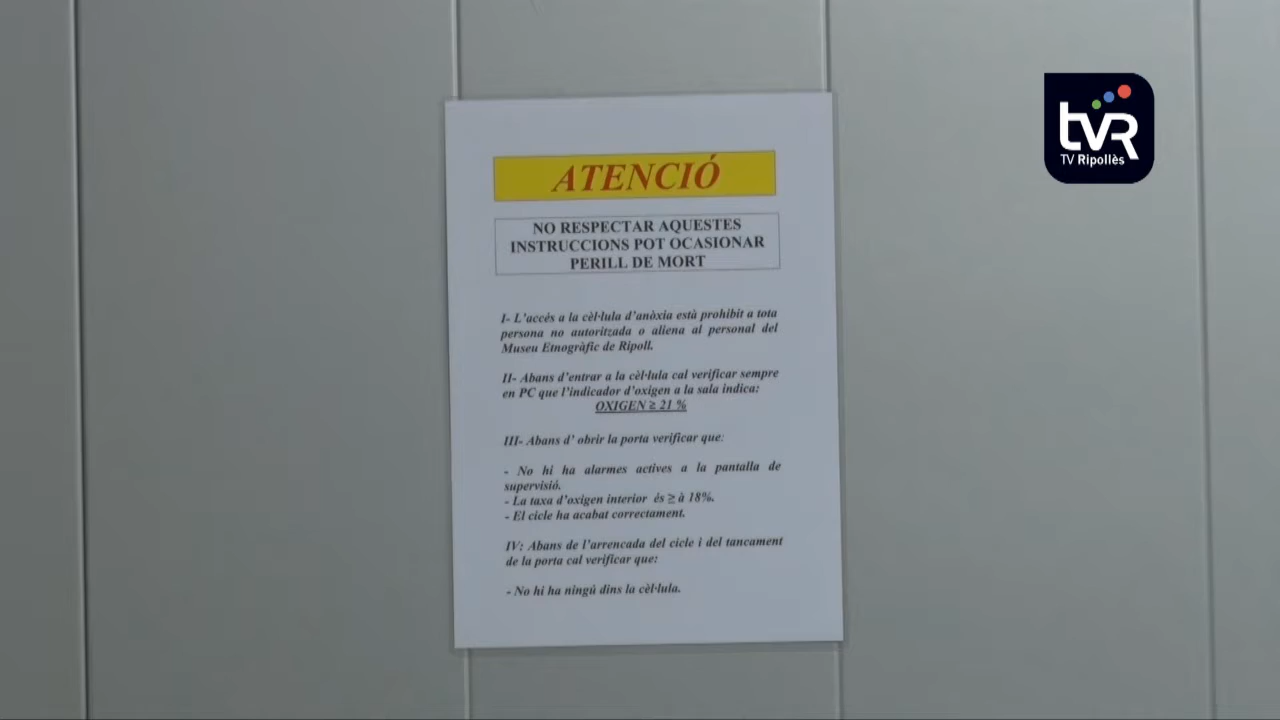 ATENCIÓ
NO RESPECTAR AQUESTES
INSTRUCCIONS POT OCASIONAR
PERILL DE MORT
I- L'accés a la cèl·lula d'anòxia està prohibit a tota
persona no autoritzada o aliena al personal del
Museu Etnogràfic de Ripoll.
II- Abans d'entrar a la cèl·lula cal verificar sempre
en PC que l'indicador d'oxigen a la sala indica:
OXIGEN ≥ 21 %
III- Abans d' obrir la porta verificar que:
- No hi ha alarmes actives a la pantalla de
supervisió.
- La taxa d'oxigen interior és ≥ à 18%.
- El cicle ha acabat correctament.
IV: Abans de l'arrencada del cicle i del tancament
de la porta cal verificar que:
- No hi ha ningú dins la cèl·lula.
tvR
TV Ripollès